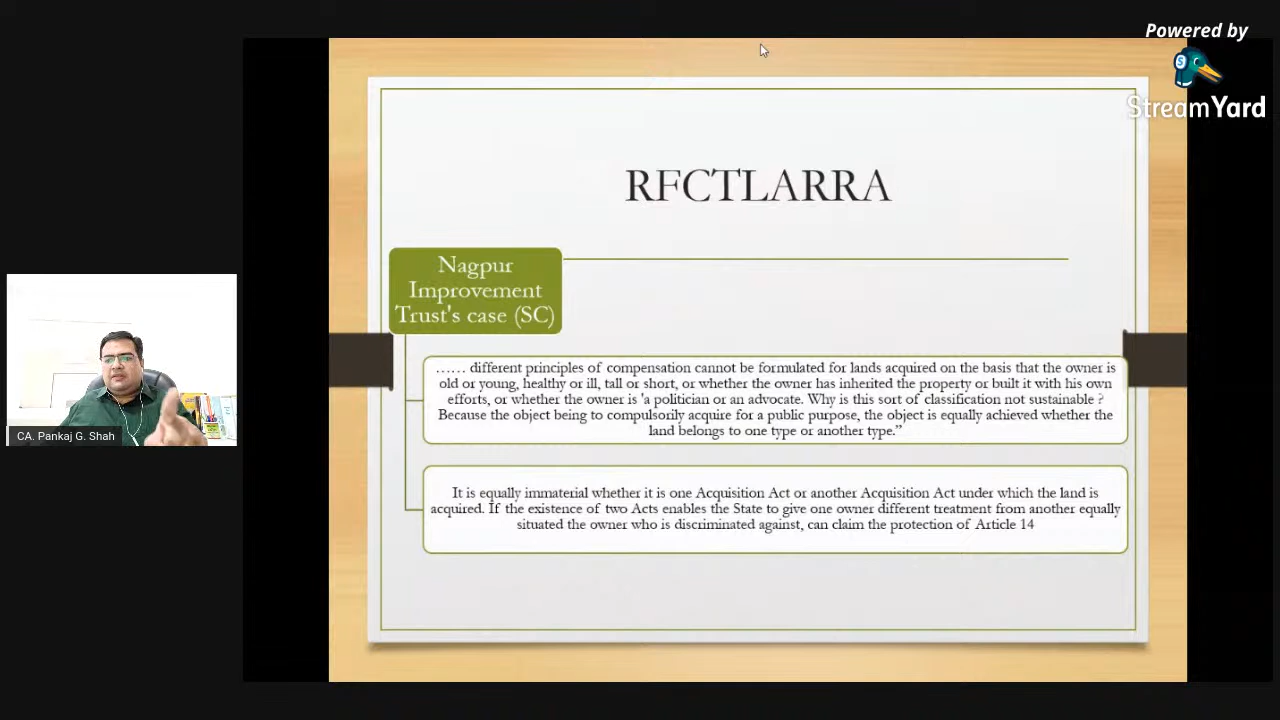 Powered by
StreamYard
RFCTLARRA
Nagpur
Improvement
Trust's case (SC)
…… different principles of compensation cannot be formulated for lands acquired on the basis that the owner is
old or young, healthy or ill, tall or short, or whether the owner has inherited the property or built it with his own
efforts, or whether the owner is 'a politician or an advocate. Why is this sort of classification not sustainable ?
Because the object being to compulsorily acquire for a public purpose, the object is equally achieved whether the
land belongs to one type or another type.”
It is equally immaterial whether it is one Acquisition Act or another Acquisition Act under which the land is
acquired. If the existence of two Acts enables the State to give one owner different treatment from another equally
situated the owner who is discriminated against, can claim the protection of Article 14
CA. Pankaj G. Shah